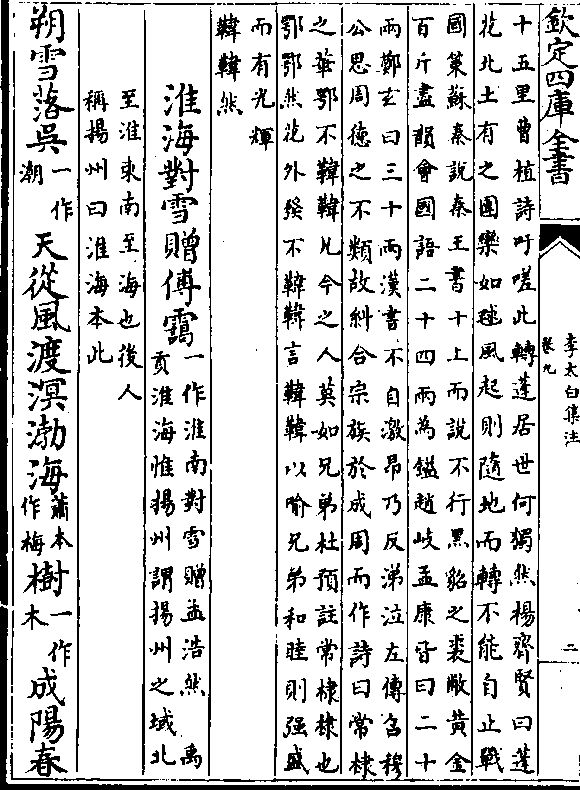 欽定四庫全書
李太白集注
卷九
二
十五里曹植詩吁嗟此轉蓬居世何獨然楊齊賢曰蓬
花北土有之團欒如毬風起則隨地而轉不能自止戰
國策蘇秦說秦王書十上而說不行黑貂之裘敝黃金
百斤盡韻會國語二十四兩為鎰趙岐孟康皆曰二十
兩鄭玄曰三十兩漢書不自激昂乃反涕泣左傳召穆
公思周徳之不類故糾合宗族於成周而作詩曰常棣
之華鄂不韡韡凡今之人莫如兄弟杜預註常棣棣也
鄂鄂然花外發不韡韡言韡韡以喻兄弟和睦則强盛
而有光輝
韡韡然
淮海對雪贈傅靄一作淮南對雪贈孟浩然 禹
貢淮海惟揚州謂揚州之域北
至淮東南至海也後人
稱揚州曰淮海本此
朔雪落吳一作潮天從風渡溟渤海蕭本作梅樹一作木成陽春